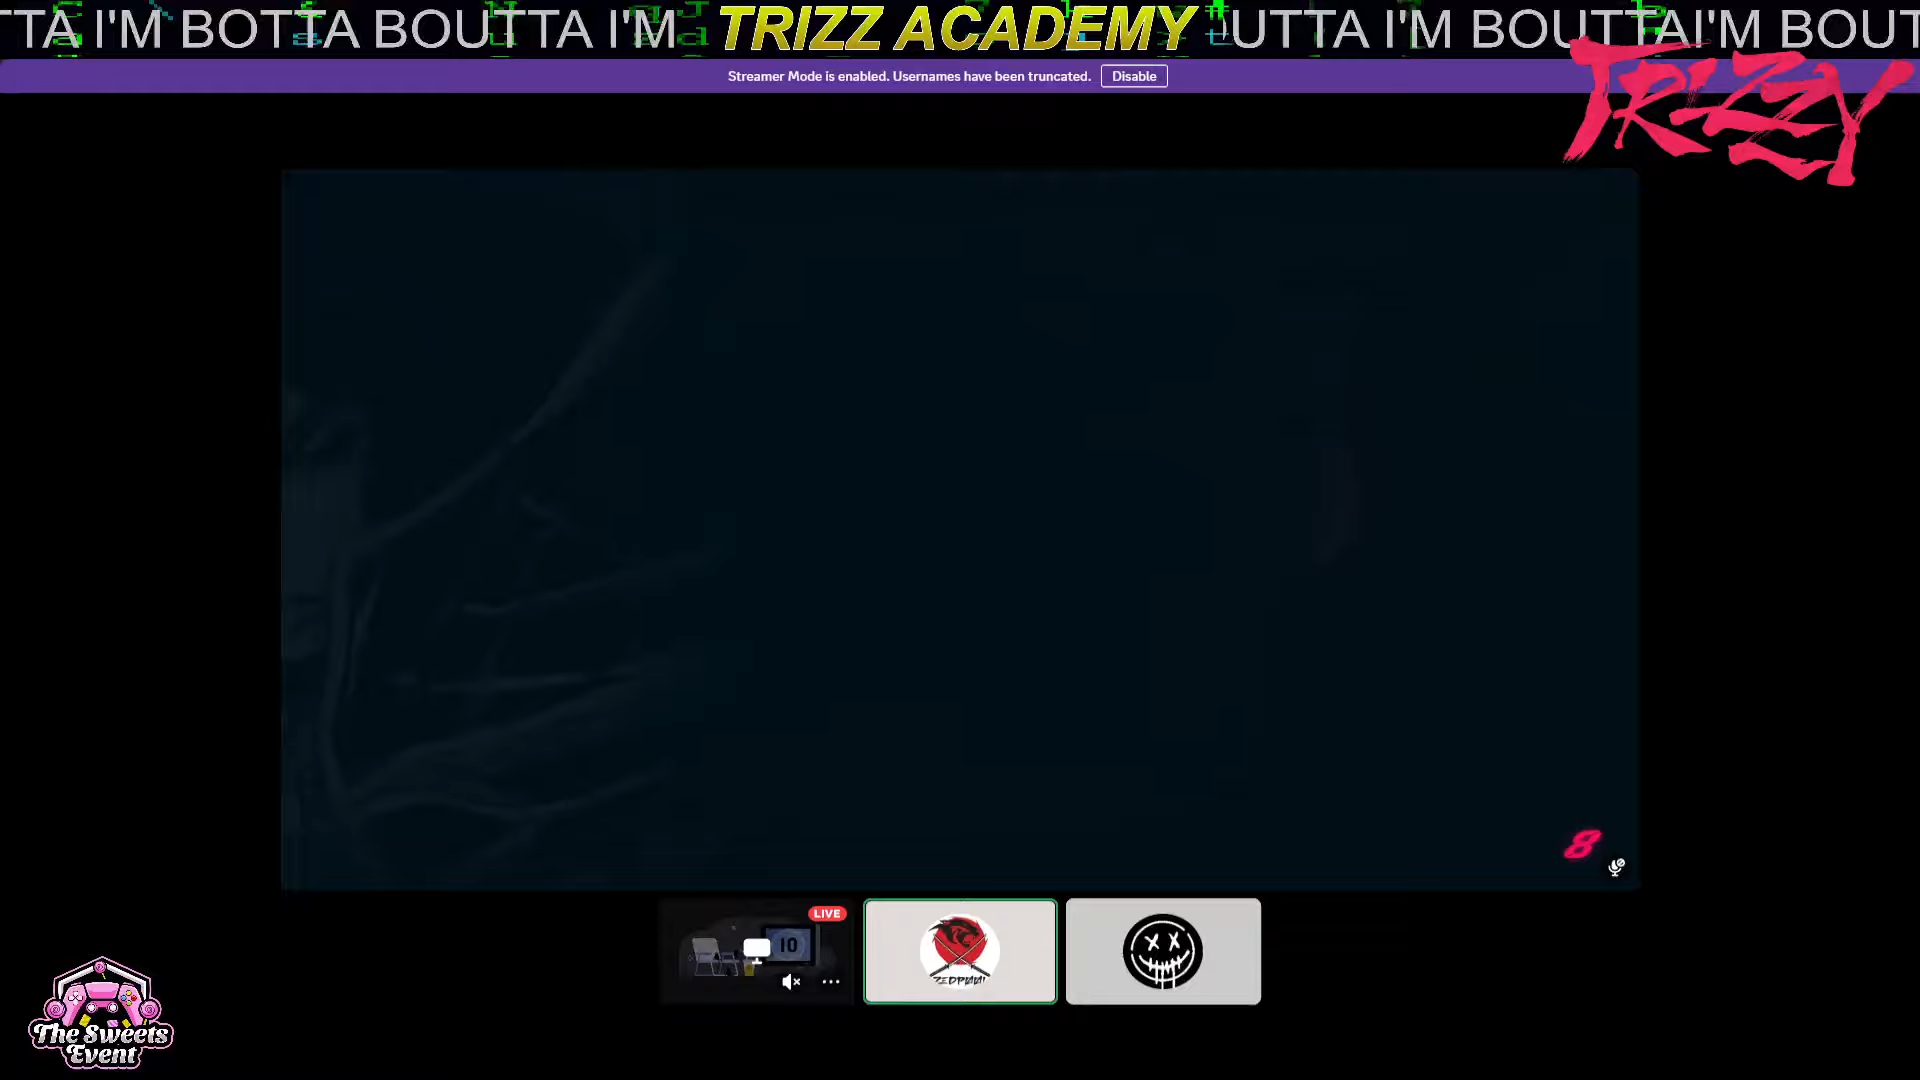 TTA I'M BOTTA BOUTTA I'M TRIZZ ACADEMY UTTA I'M BOUTTAI'M BOUT
Streamer Mode is enabled. Usernames have been truncated. Disable
TRIZZY
8
LIVE
10
The Sweets
Event